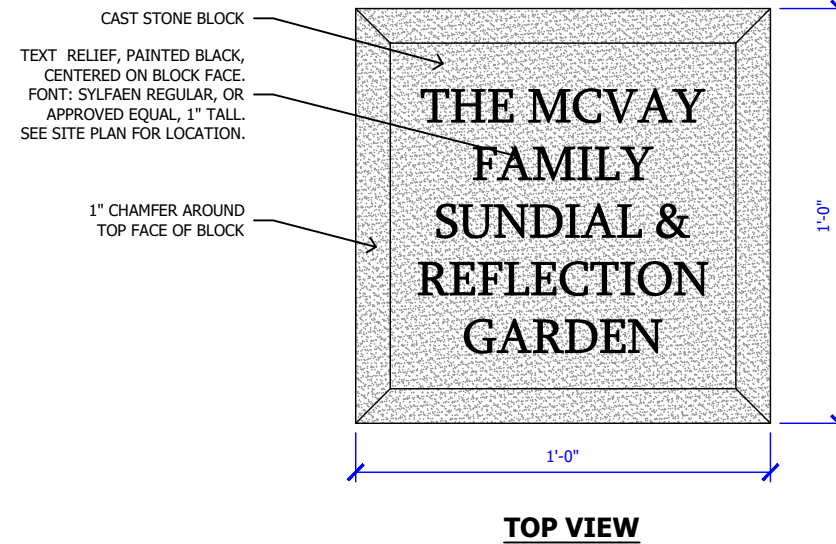 CAST STONE BLOCK
TEXT RELIEF, PAINTED BLACK,
CENTERED ON BLOCK FACE.
FONT: SYLFAEN REGULAR, OR
APPROVED EQUAL, 1" TALL.
SEE SITE PLAN FOR LOCATION.
1" CHAMFER AROUND
TOP FACE OF BLOCK
THE MCVAY
FAMILY
SUNDIAL &
REFLECTION
GARDEN
1'-0"
1'-0"
TOP VIEW